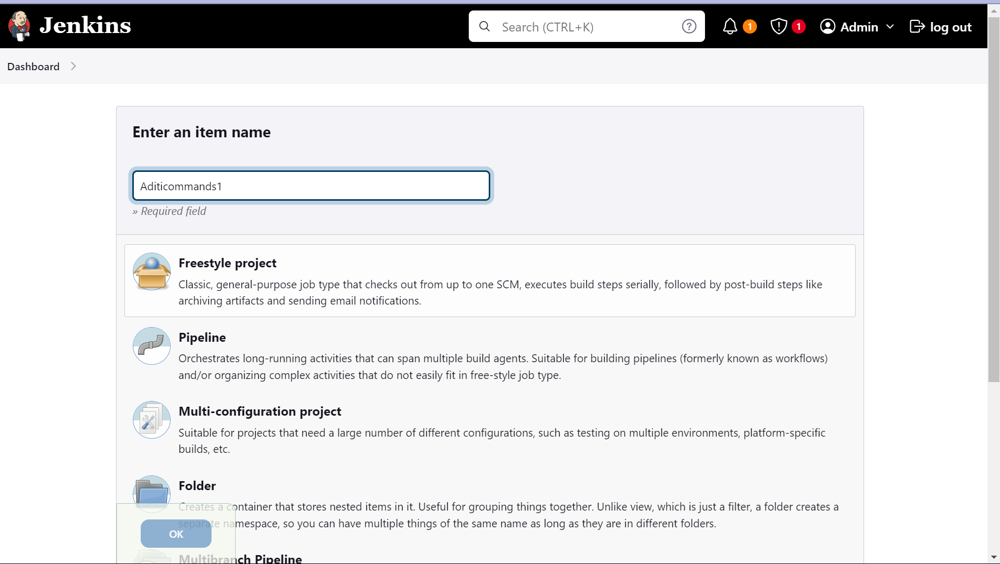 Jenkins
Search (CTRL+K)
1
1
Admin
log out
Dashboard
Enter an item name
Aditicommands1
» Required field
Freestyle project
Classic, general-purpose job type that checks out from up to one SCM, executes build steps serially, followed by post-build steps like
archiving artifacts and sending email notifications.
Pipeline
Orchestrates long-running activities that can span multiple build agents. Suitable for building pipelines (formerly known as workflows)
and/or organizing complex activities that do not easily fit in free-style job type.
Multi-configuration project
Suitable for projects that need a large number of different configurations, such as testing on multiple environments, platform-specific
builds, etc.
Folder
Creates a container that stores nested items in it. Useful for grouping things together. Unlike view, which is just a filter, a folder creates a
separate namespace, so you can have multiple things of the same name as long as they are in different folders.
OK
Multibranch Pipeline